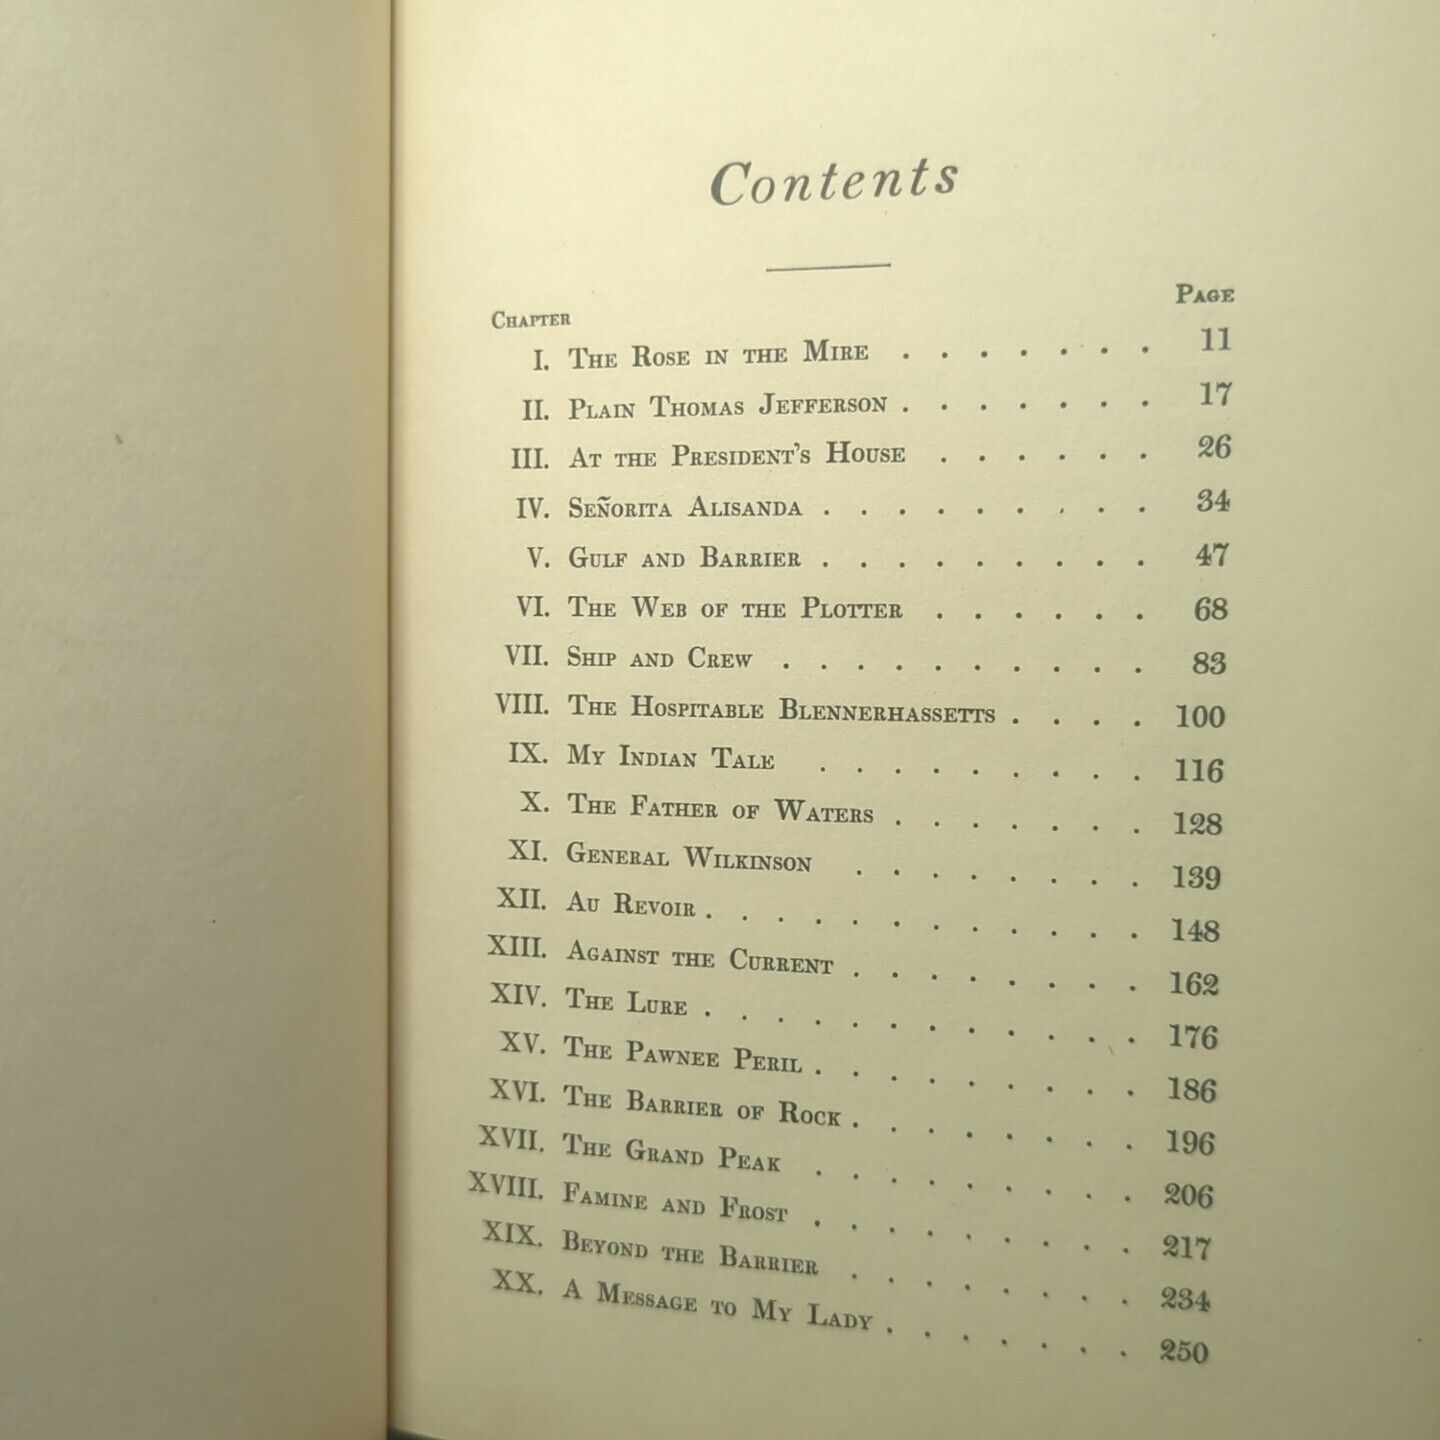 Contents
Chapter Page
I. The Rose in the Mire . . . . . . . 11
II. Plain Thomas Jefferson . . . . . . . 17
III. At the President's House . . . . . . 26
IV. Señorita Alisanda . . . . . . . . . 34
V. Gulf and Barrier . . . . . . . . . 47
VI. The Web of the Plotter . . . . . . 68
VII. Ship and Crew . . . . . . . . . . 83
VIII. The Hospitable Blennerhassetts . . . . 100
IX. My Indian Tale . . . . . . . . . 116
X. The Father of Waters . . . . . . . 128
XI. General Wilkinson . . . . . . . . 139
XII. Au Revoir . . . . . . . . . . . . 148
XIII. Against the Current . . . . . . . . 162
XIV. The Lure . . . . . . . . . . . . 176
XV. The Pawnee Peril . . . . . . . . . 186
XVI. The Barrier of Rock . . . . . . . . 196
XVII. The Grand Peak . . . . . . . . . 206
XVIII. Famine and Frost . . . . . . . . . 217
XIX. Beyond the Barrier . . . . . . . . 234
XX. A Message to My Lady . . . . . . . 250